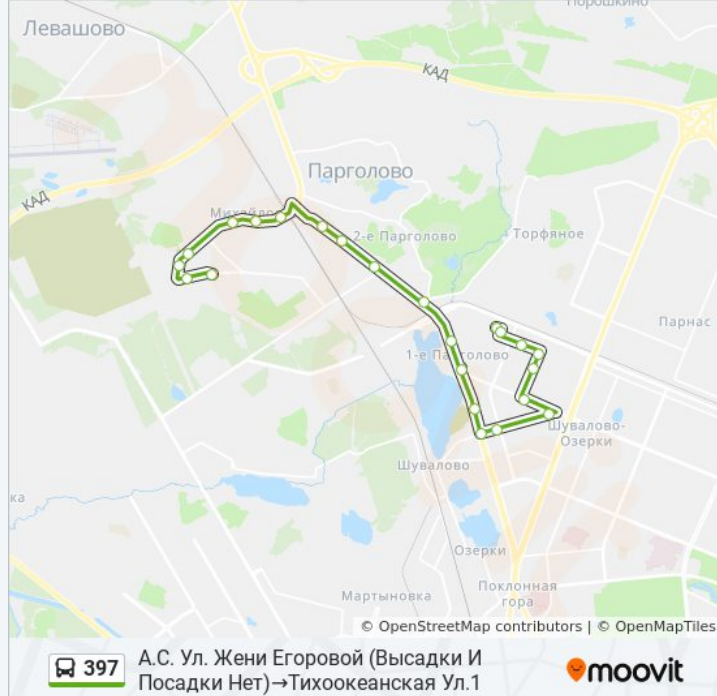 Порошкино
Левашово
КАД
Парголово
КАД
2-е Парголово
Торфяное
Парнас
1-е Парголово
Шувалово-
Озерки
Шувалово
Озерки
Поклонная
гора
Мартыновка
© OpenStreetMap contributors | © OpenMapTiles
397
А.С. Ул. Жени Егоровой (Высадки И
Посадки Нет)→Тихоокеанская Ул.1
moovit